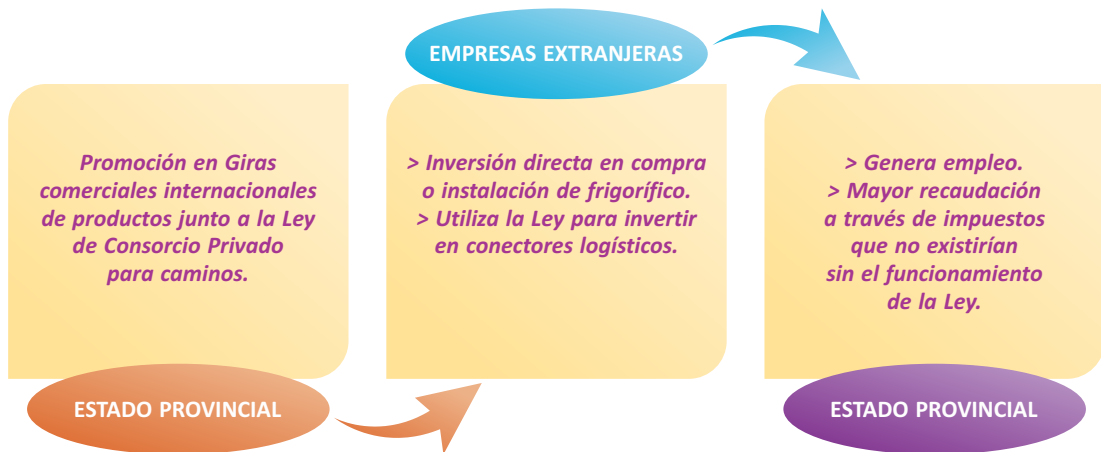 Promoción en Giras
comerciales internacionales
de productos junto a la Ley
de Consorcio Privado
para caminos.
ESTADO PROVINCIAL
EMPRESAS EXTRANJERAS
> Inversión directa en compra
o instalación de frigorífico.
> Utiliza la Ley para invertir
en conectores logísticos.
> Genera empleo.
> Mayor recaudación
a través de impuestos
que no existirían
sin el funcionamiento
de la Ley.
ESTADO PROVINCIAL